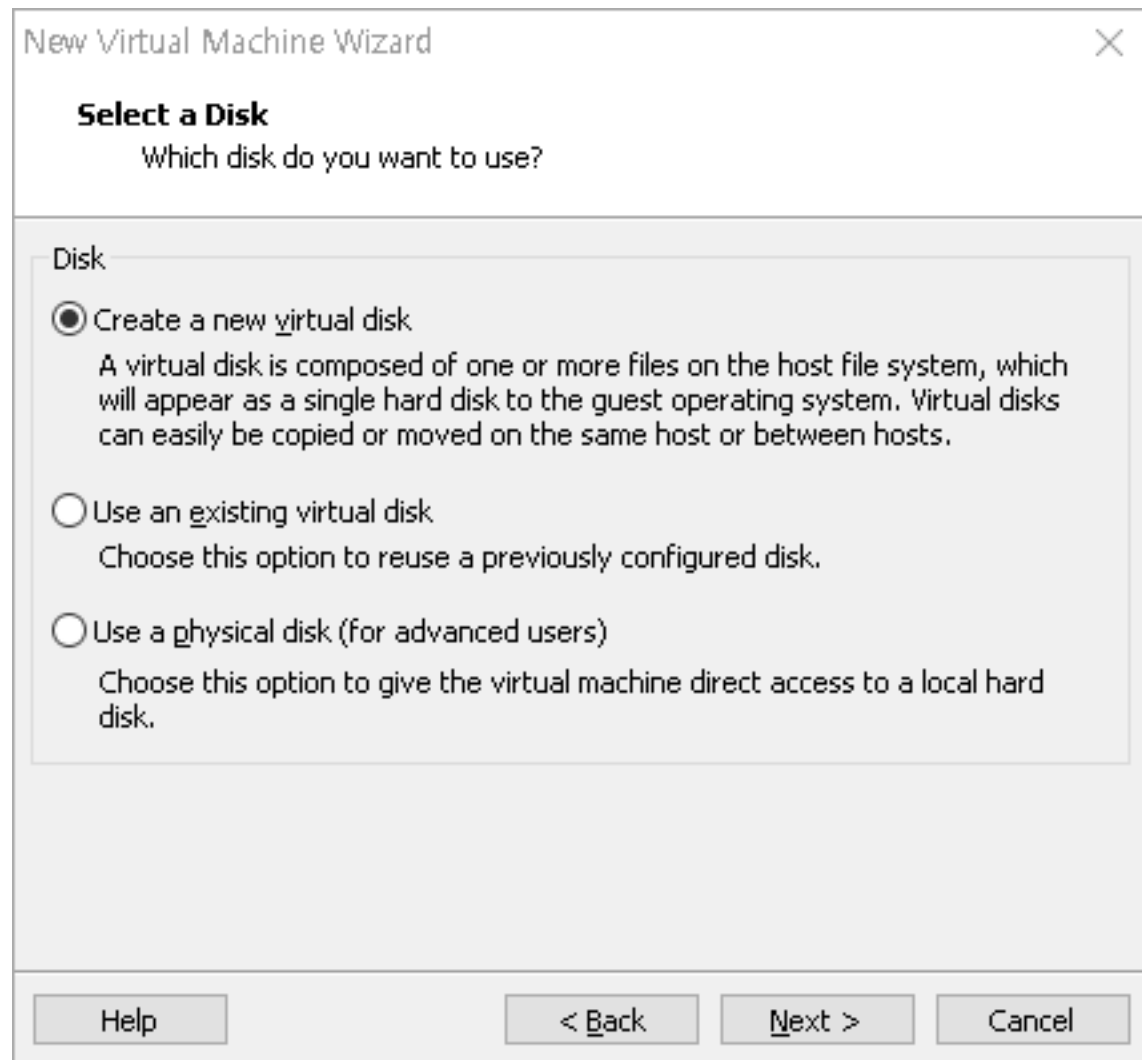 New Virtual Machine Wizard
Select a Disk
Which disk do you want to use?
Disk
Create a new virtual disk
A virtual disk is composed of one or more files on the host file system, which
will appear as a single hard disk to the guest operating system. Virtual disks
can easily be copied or moved on the same host or between hosts.
Use an existing virtual disk
Choose this option to reuse a previously configured disk.
Use a physical disk (for advanced users)
Choose this option to give the virtual machine direct access to a local hard
disk.
Help
< Back
Next >
Cancel